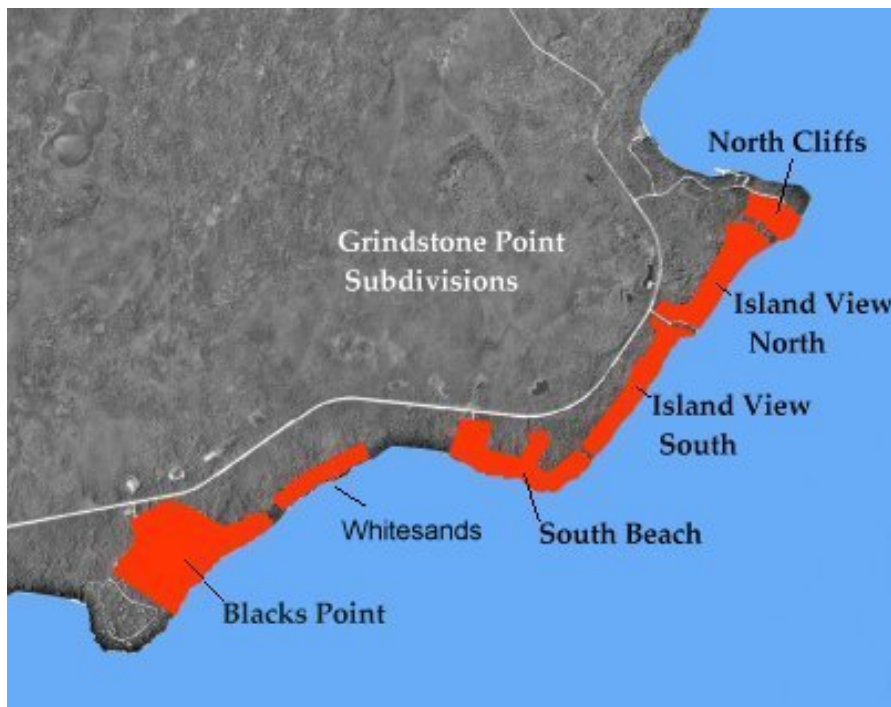 North Cliffs
Grindstone Point
Subdivisions
Island View
North
Island View
South
Whitesands
South Beach
Blacks Point